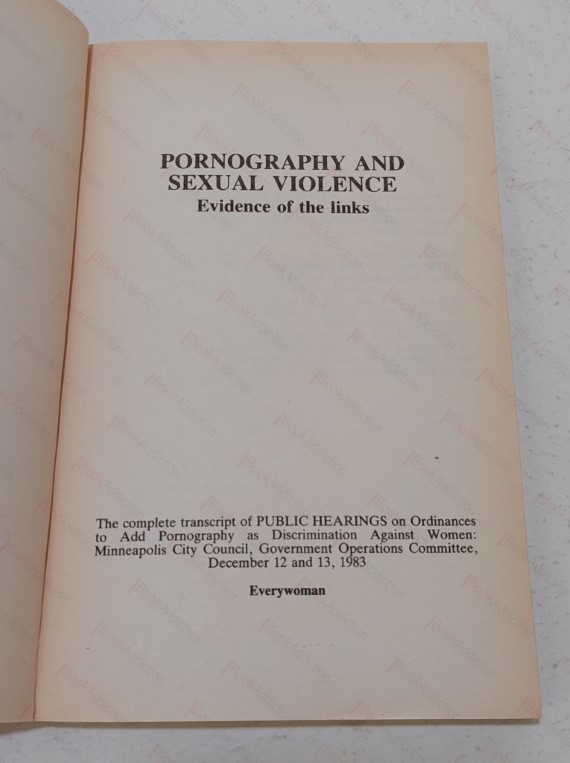 PORNOGRAPHY AND
SEXUAL VIOLENCE
Evidence of the links
The complete transcript of PUBLIC HEARINGS on Ordinances
to Add Pornography as Discrimination Against Women:
Minneapolis City Council, Government Operations Committee,
December 12 and 13, 1983
Everywoman